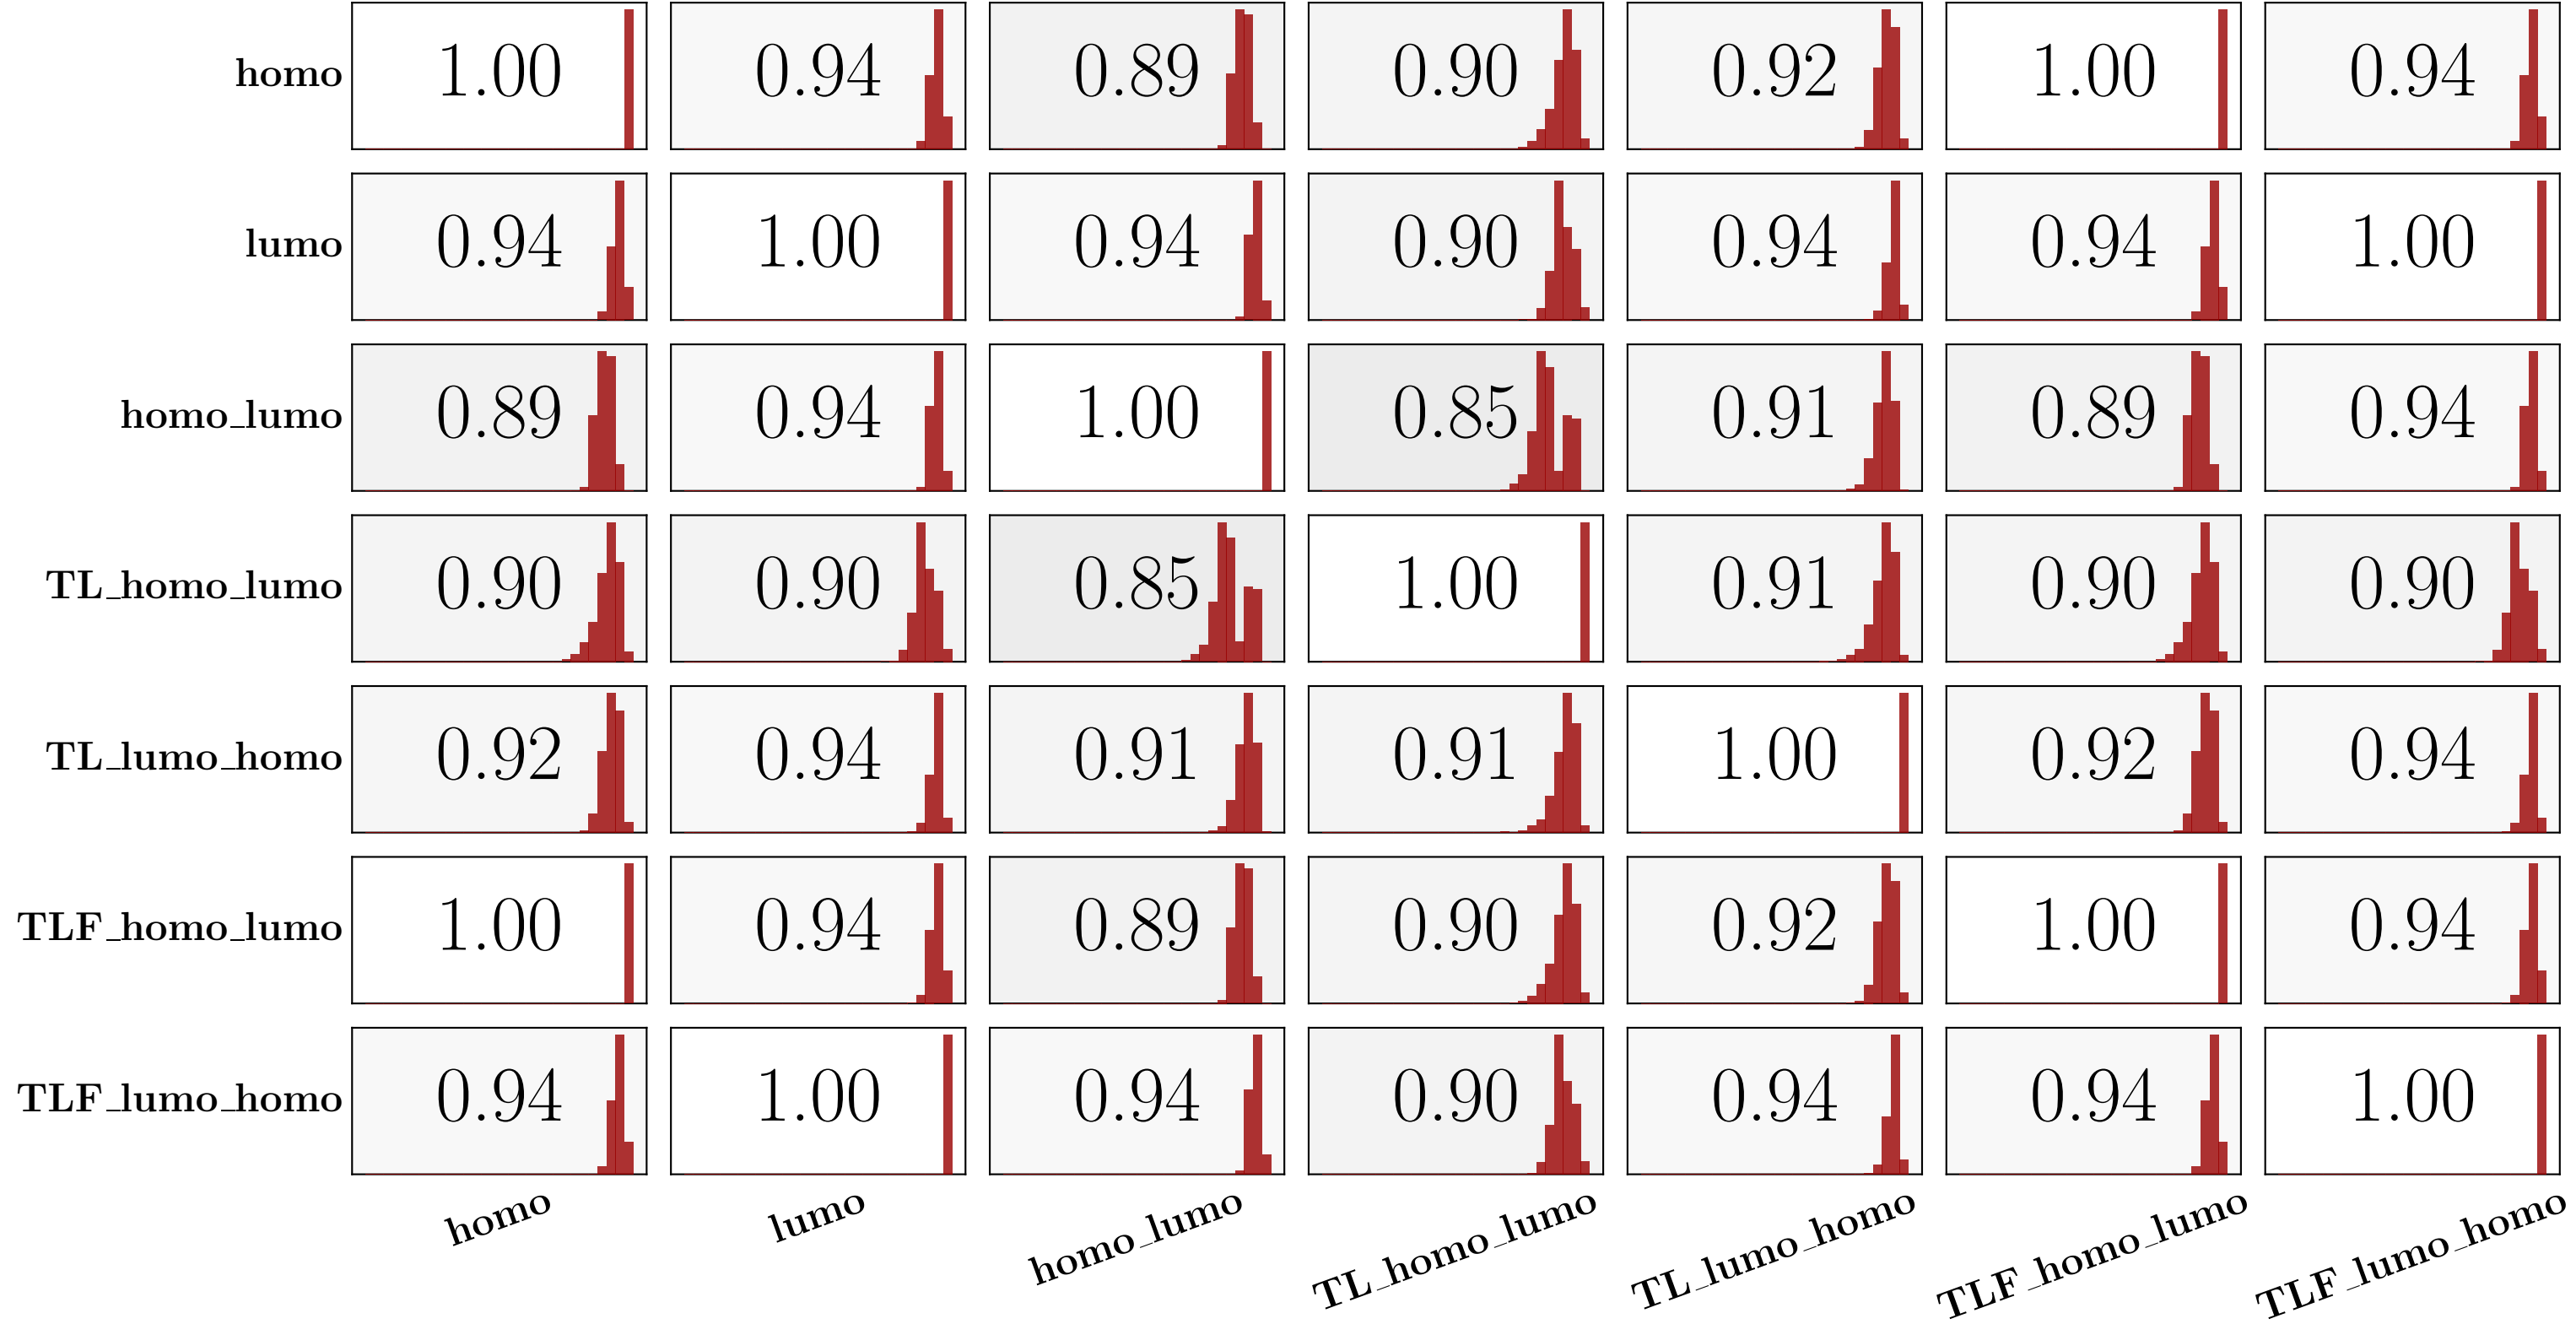 homo 1.00 0.94 0.89 0.90 0.92 1.00 0.94
lumo 0.94 1.00 0.94 0.90 0.94 0.94 1.00
homo_lumo 0.89 0.94 1.00 0.85 0.91 0.89 0.94
TL_homo_lumo 0.90 0.90 0.85 1.00 0.91 0.90 0.90
TL_lumo_homo 0.92 0.94 0.91 0.91 1.00 0.92 0.94
TLF_homo_lumo 1.00 0.94 0.89 0.90 0.92 1.00 0.94
TLF_lumo_homo 0.94 1.00 0.94 0.90 0.94 0.94 1.00
homo lumo homo_lumo TL_homo_lumo TL_lumo_homo TLF_homo_lumo TLF_lumo_homo